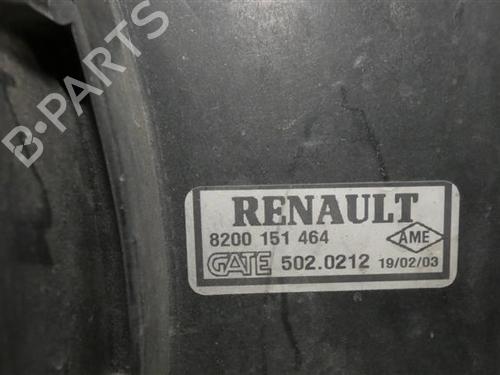 B-PARTS
RENAULT
8200 151 464
AME
GATE 502.0212 19/02/03